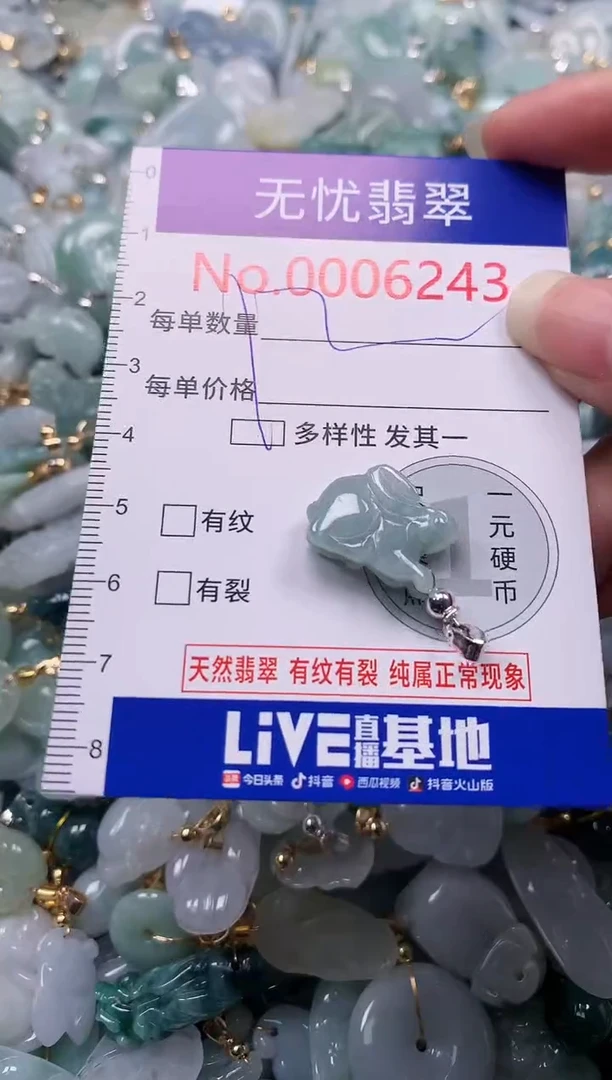 0
无忧翡翠
1
No.0006243
2
每单数量
3
每单价格
4
多样性 发其一
5
有纹
一元硬币
6
有裂
7
天然翡翠 有纹有裂 纯属正常现象
8
LiVE直播基地
今日头条 抖音 西瓜视频 抖音火山版